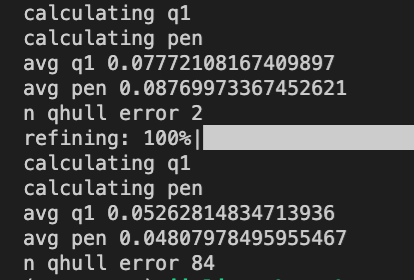 calculating q1
calculating pen
avg q1 0.07772108167409897
avg pen 0.08769973367452621
n qhull error 2
refining: 100%|
calculating q1
calculating pen
avg q1 0.05262814834713936
avg pen 0.04807978495955467
n qhull error 84